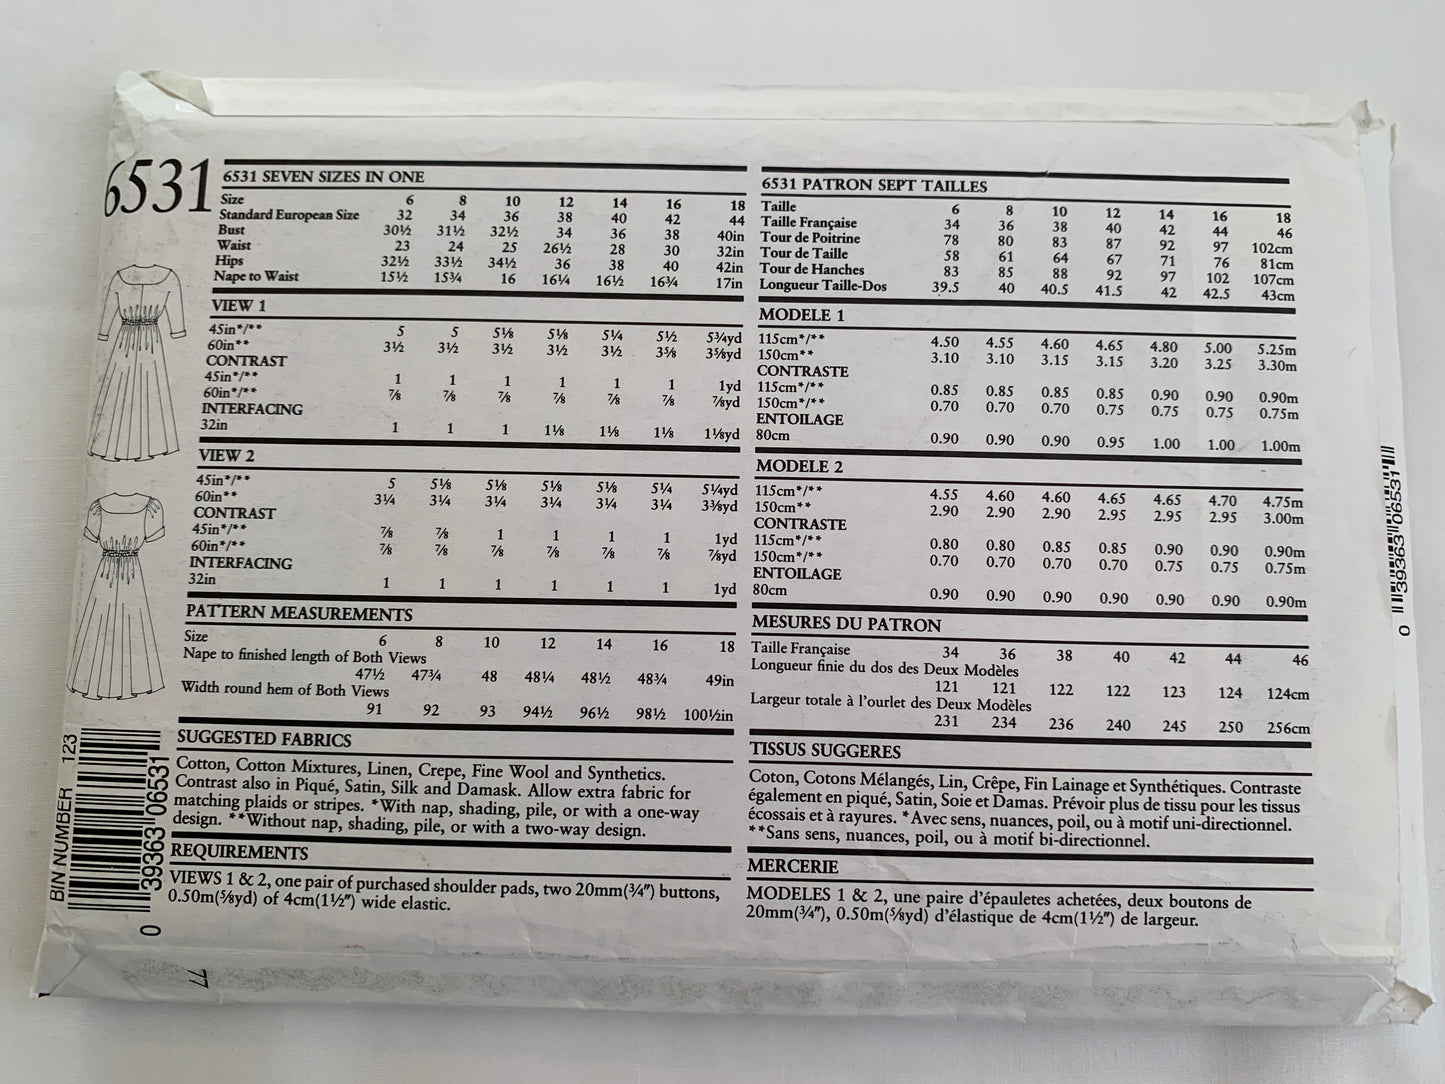 6531
6531 SEVEN SIZES IN ONE
Size 6 8 10 12 14 16 18
Standard European Size 32 34 36 38 40 42 44
Bust 30½ 31½ 32½ 34 36 38 40in
Waist 23 24 25 26½ 28 30 32in
Hips 32½ 33½ 34½ 36 38 40 42in
Nape to Waist 15½ 15¾ 16 16¼ 16½ 16¾ 17in
VIEW 1
45in*/** 5 5 5⅛ 5⅛ 5¼ 5½ 5¾yd
60in** 3½ 3½ 3½ 3½ 3½ 3⅝ 3⅝yd
CONTRAST
45in*/** 1 1 1 1 1 1 1yd
60in*/** ⅞ ⅞ ⅞ ⅞ ⅞ ⅞ ⅞yd
INTERFACING
32in 1 1 1 1⅛ 1⅛ 1⅛ 1⅛yd
VIEW 2
45in*/** 5 5⅛ 5⅛ 5⅛ 5⅛ 5¼ 5¼yd
60in** 3¼ 3¼ 3¼ 3¼ 3¼ 3¼ 3⅜yd
CONTRAST
45in*/** ⅞ ⅞ 1 1 1 1 1yd
60in*/** ⅞ ⅞ ⅞ ⅞ ⅞ ⅞ ⅞yd
INTERFACING
32in 1 1 1 1 1 1 1yd
PATTERN MEASUREMENTS
Size 6 8 10 12 14 16 18
Nape to finished length of Both Views
47½ 47¾ 48 48¼ 48½ 48¾ 49in
Width round hem of Both Views
91 92 93 94½ 96½ 98½ 100½in
SUGGESTED FABRICS
Cotton, Cotton Mixtures, Linen, Crepe, Fine Wool and Synthetics.
Contrast also in Piqué, Satin, Silk and Damask. Allow extra fabric for
matching plaids or stripes. *With nap, shading, pile, or with a one-way
design. **Without nap, shading, pile, or with a two-way design.
REQUIREMENTS
VIEWS 1 & 2, one pair of purchased shoulder pads, two 20mm(¾") buttons,
0.50m(⅝yd) of 4cm(1½") wide elastic.
6531 PATRON SEPT TAILLES
Taille 6 8 10 12 14 16 18
Taille Française 34 36 38 40 42 44 46
Tour de Poitrine 78 80 83 87 92 97 102cm
Tour de Taille 58 61 64 67 71 76 81cm
Tour de Hanches 83 85 88 92 97 102 107cm
Longueur Taille-Dos 39.5 40 40.5 41.5 42 42.5 43cm
MODELE 1
115cm*/** 4.50 4.55 4.60 4.65 4.80 5.00 5.25m
150cm** 3.10 3.10 3.15 3.15 3.20 3.25 3.30m
CONTRASTE
115cm*/** 0.85 0.85 0.85 0.85 0.90 0.90 0.90m
150cm*/** 0.70 0.70 0.70 0.75 0.75 0.75 0.75m
ENTOILAGE
80cm 0.90 0.90 0.90 0.95 1.00 1.00 1.00m
MODELE 2
115cm*/** 4.55 4.60 4.60 4.65 4.65 4.70 4.75m
150cm** 2.90 2.90 2.90 2.95 2.95 2.95 3.00m
CONTRASTE
115cm*/** 0.80 0.80 0.85 0.85 0.90 0.90 0.90m
150cm*/** 0.70 0.70 0.70 0.70 0.75 0.75 0.75m
ENTOILAGE
80cm 0.90 0.90 0.90 0.90 0.90 0.90 0.90m
MESURES DU PATRON
Taille Française 34 36 38 40 42 44 46
Longueur finie du dos des Deux Modèles
121 121 122 122 123 124 124cm
Largeur totale à l'ourlet des Deux Modèles
231 234 236 240 245 250 256cm
TISSUS SUGGERES
Coton, Cotons Mélangés, Lin, Crêpe, Fin Lainage et Synthétiques. Contraste
également en piqué, Satin, Soie et Damas. Prévoir plus de tissu pour les tissus
écossais et à rayures. *Avec sens, nuances, poil, ou à motif uni-directionnel.
**Sans sens, nuances, poil, ou à motif bi-directionnel.
MERCERIE
MODELES 1 & 2, une paire d'épaulettes achetées, deux boutons de
20mm(¾"), 0.50m(⅝yd) d'élastique de 4cm(1½") de largeur.
BIN NUMBER 123
0 39363 06531
77
0 39363 06531